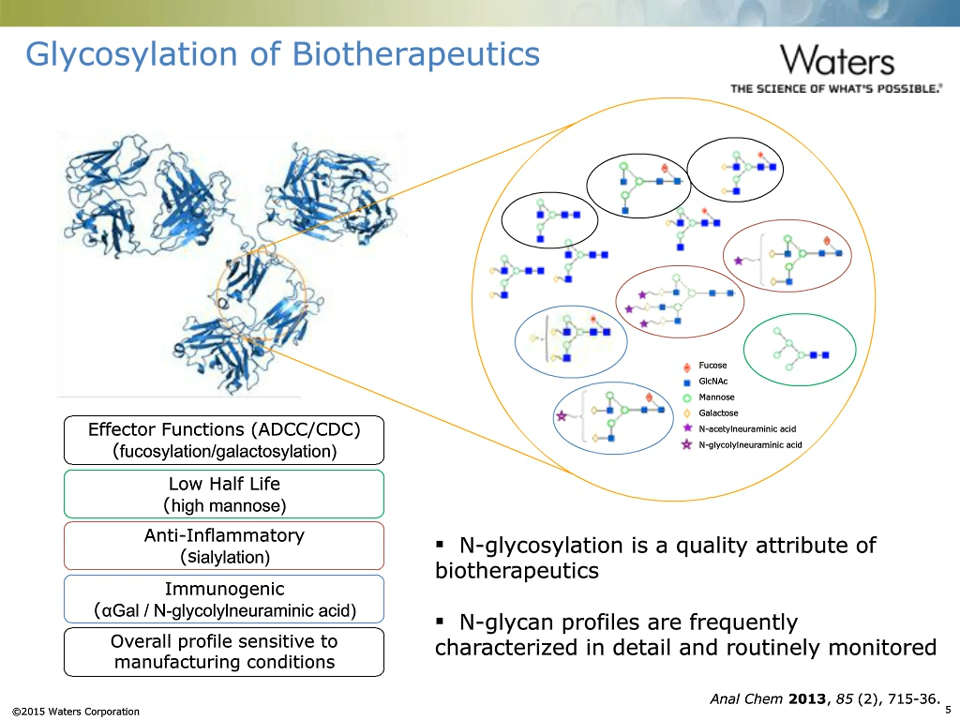 Glycosylation of Biotherapeutics
Waters
THE SCIENCE OF WHAT'S POSSIBLE.®
Fucose
GlcNAc
Mannose
Galactose
N-acetylneuraminic acid
N-glycolylneuraminic acid
Effector Functions (ADCC/CDC)
(fucosylation/galactosylation)
Low Half Life
(high mannose)
Anti-Inflammatory
(sialylation)
Immunogenic
(αGal / N-glycolylneuraminic acid)
Overall profile sensitive to
manufacturing conditions
▪ N-glycosylation is a quality attribute of
biotherapeutics
▪ N-glycan profiles are frequently
characterized in detail and routinely monitored
Anal Chem 2013, 85 (2), 715-36.
©2015 Waters Corporation
5